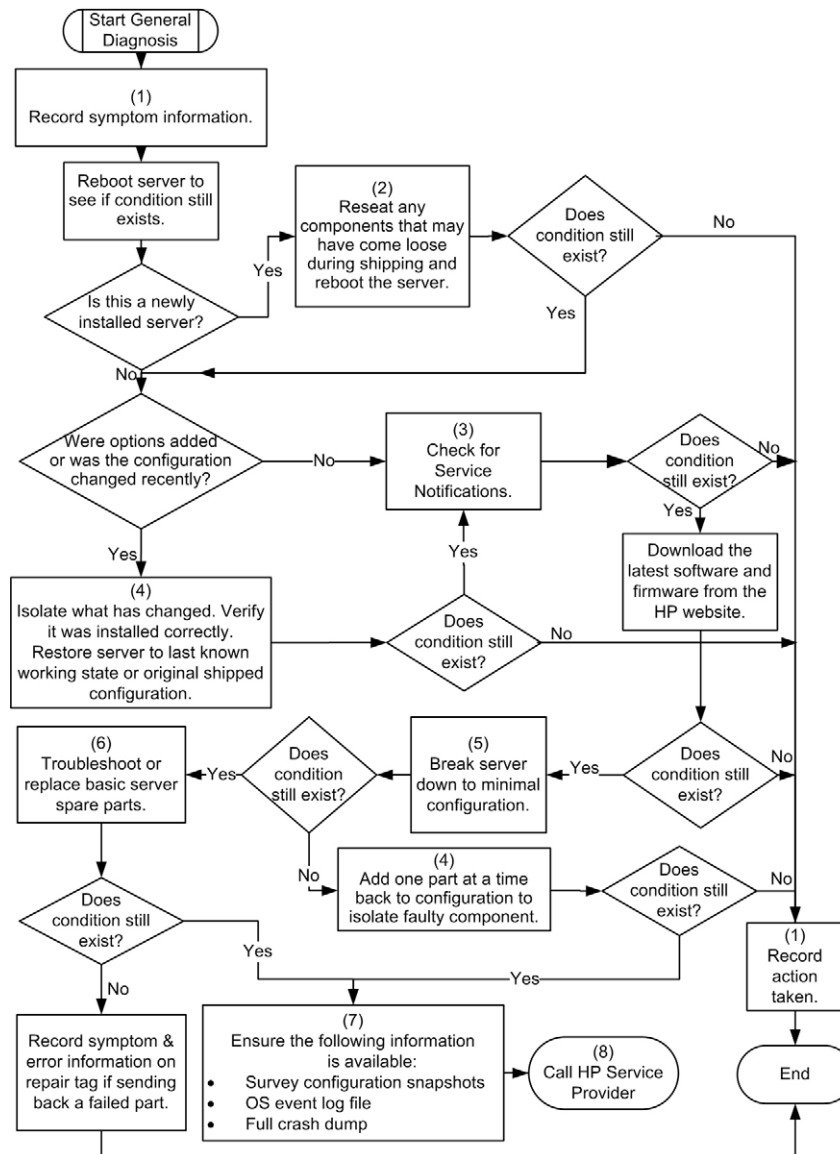 Start General
Diagnosis
(1)
Record symptom information.
Reboot server to
see if condition still
exists.
(2)
Reseat any
components that may
have come loose
during shipping and
reboot the server.
Does
condition still
exist?
No
Yes
Yes
Is this a newly
installed server?
No
Were options added
or was the configuration
changed recently?
No
(3)
Check for
Service
Notifications.
Does
condition
still exist?
No
Yes
Yes
Yes
Download the
latest software and
firmware from the
HP website.
(4)
Isolate what has changed. Verify
it was installed correctly.
Restore server to last known
working state or original shipped
configuration.
Does
condition still
exist?
No
(6)
Troubleshoot or
replace basic server
spare parts.
Yes
Does
condition
still exist?
(5)
Break server
down to minimal
configuration.
Yes
Does
condition still
exist?
No
No
(4)
Add one part at a time
back to configuration to
isolate faulty component.
Does
condition still
exist?
No
Does
condition still
exist?
Yes
Yes
No
(1)
Record
action
taken.
Record symptom &
error information on
repair tag if sending
back a failed part.
(7)
Ensure the following information
is available:
• Survey configuration snapshots
• OS event log file
• Full crash dump
(8)
Call HP Service
Provider
End